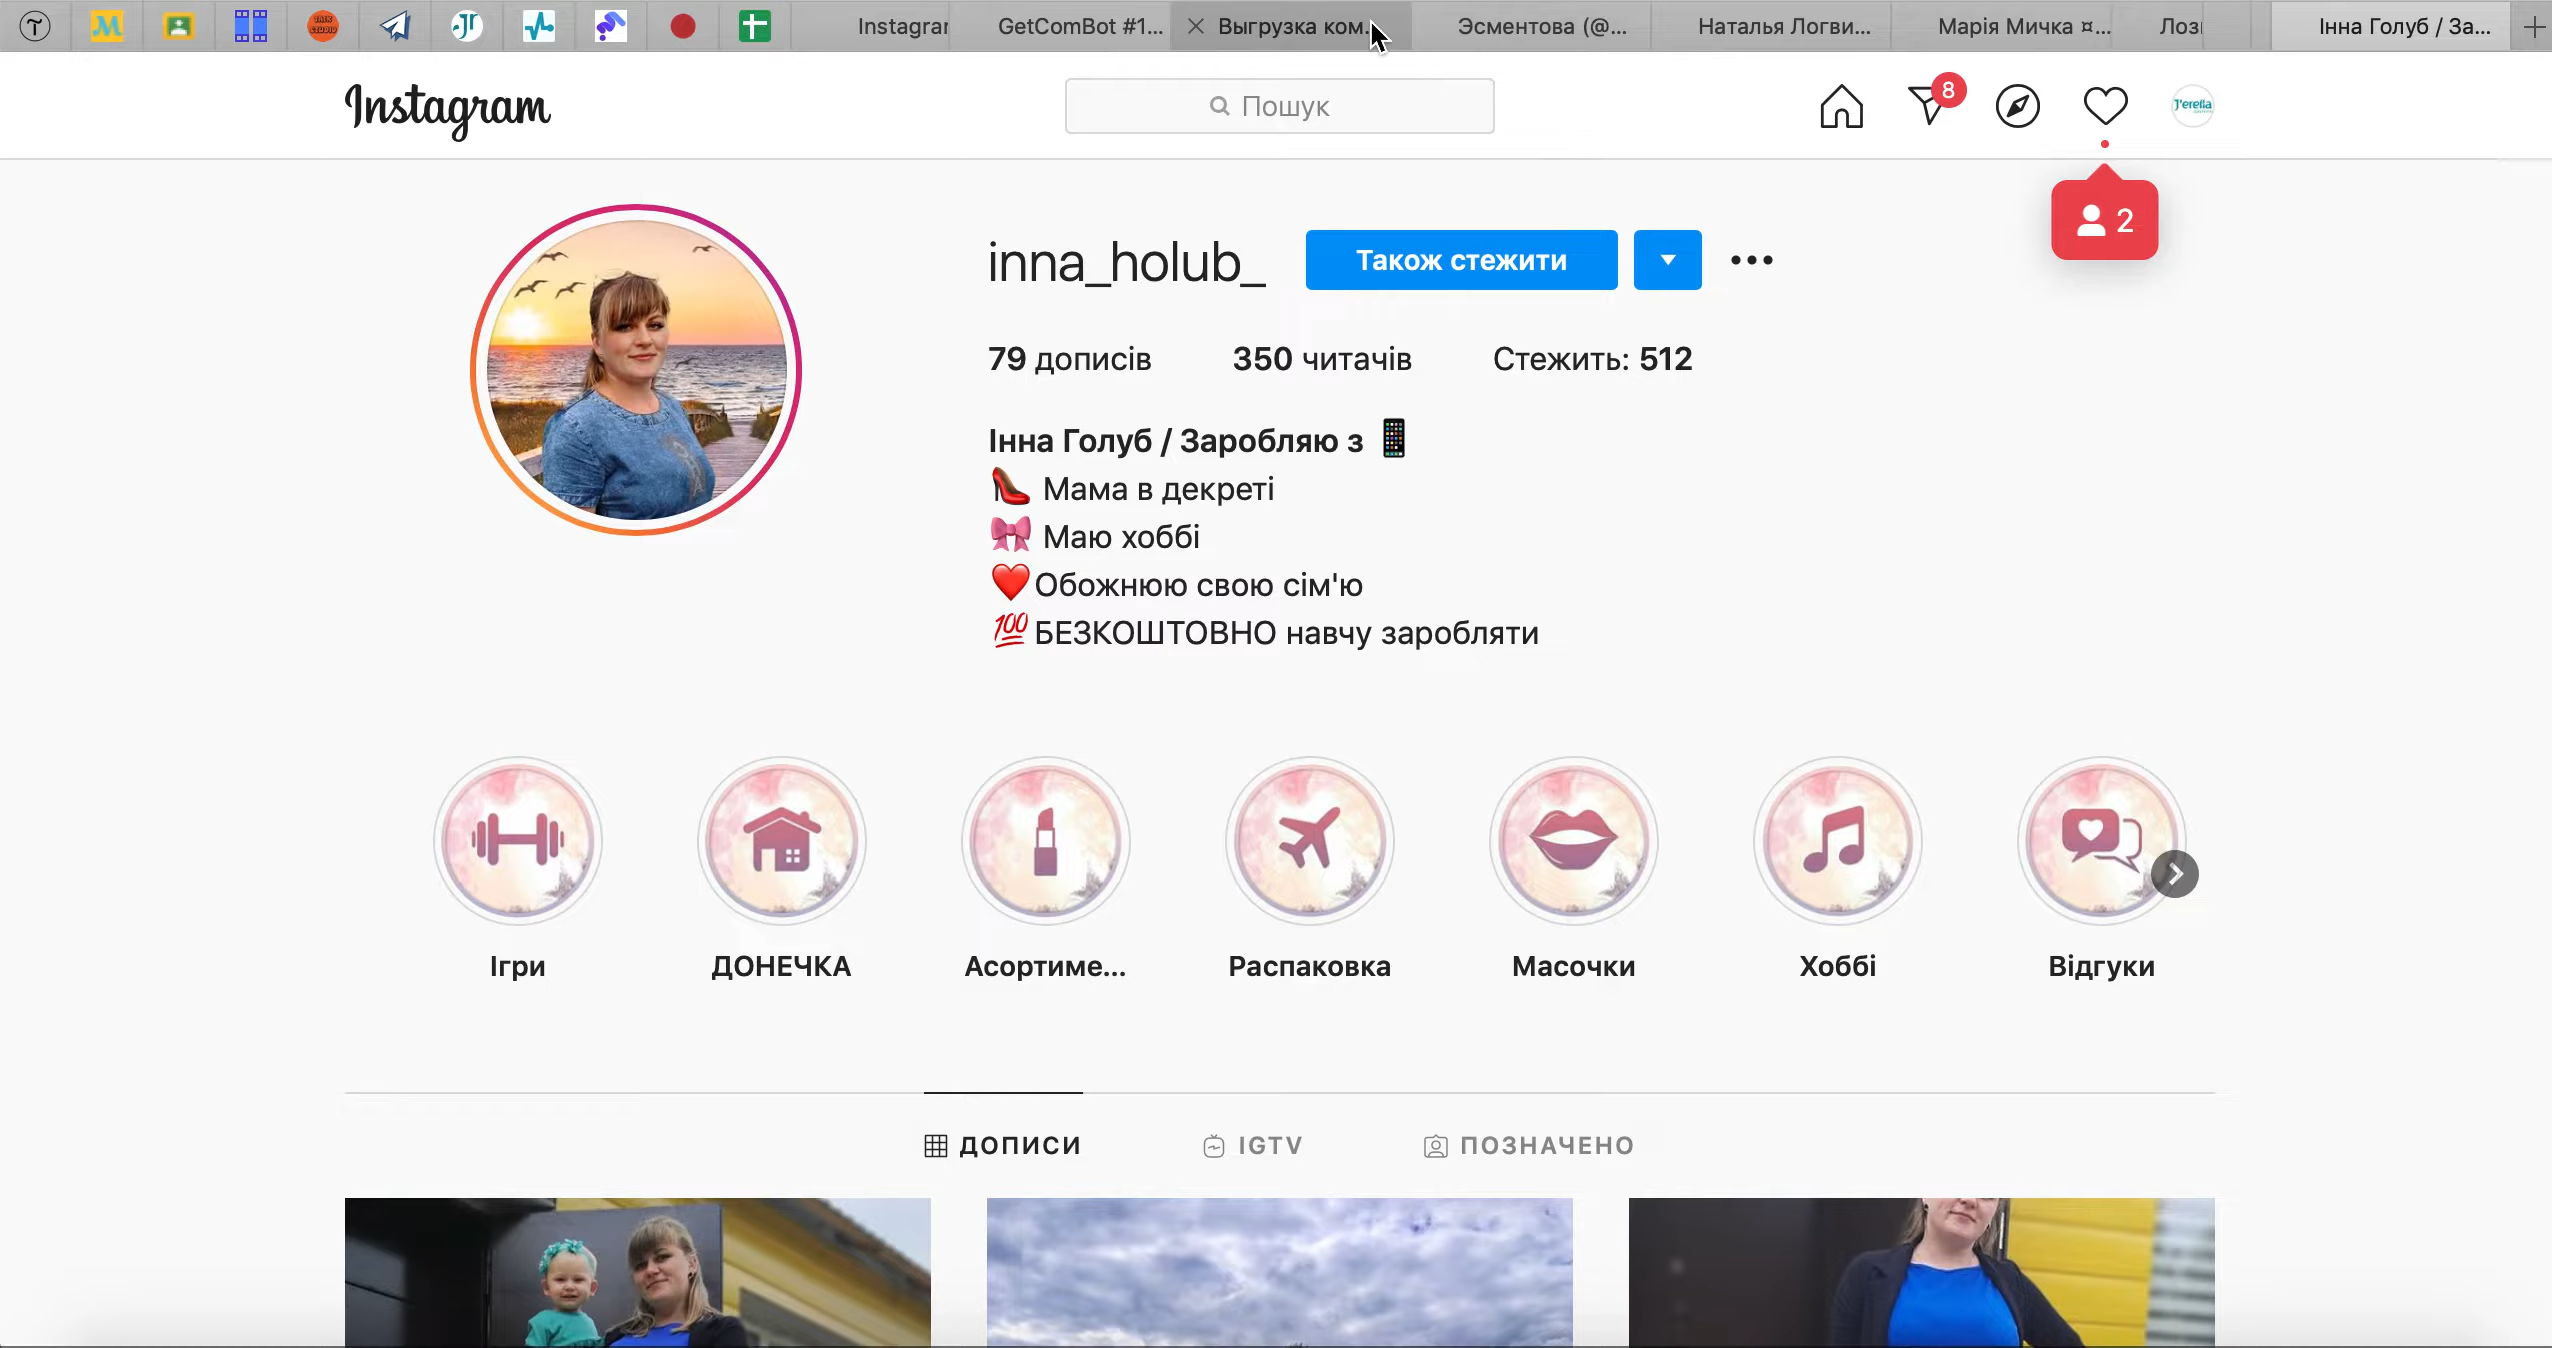 Instagram
GetComBot #1...
Выгрузка ком...
Эсментова (@...
Наталья Логви...
Марія Мичка ¤...
Лозі
Інна Голуб / За...
Instagram
Пошук
8
J'erelia
2
inna_holub_
Також стежити
79 дописів
350 читачів
Стежить: 512
Інна Голуб / Заробляю з 📱
👠 Мама в декреті
🎀 Маю хоббі
❤️Обожнюю свою сім'ю
💯БЕЗКОШТОВНО навчу заробляти
Ігри
ДОНЕЧКА
Асортиме...
Распаковка
Масочки
Хоббі
Відгуки
ДОПИСИ
IGTV
ПОЗНАЧЕНО